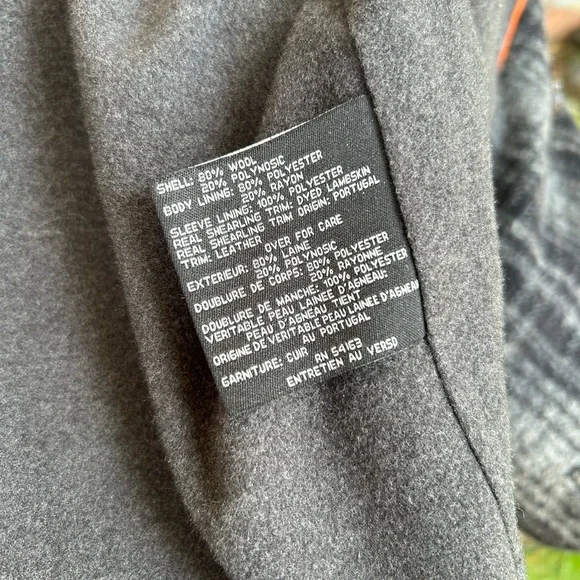 SHELL: 80% WOOL
20% POLYNOSIC
BODY LINING: 80% POLYESTER
20% RAYON
SLEEVE LINING: 100% POLYESTER
REAL SHEARLING TRIM: DYED LAMBSKIN
REAL SHEARLING TRIM ORIGIN: PORTUGAL
TRIM: LEATHER
OVER FOR CARE
EXTERIEUR: 80% LAINE
20% POLYNOSIC
DOUBLURE DE CORPS: 80% POLYESTER
20% RAYONNE
DOUBLURE DE MANCHE: 100% POLYESTER
VERITABLE PEAU LAINEE D'AGNEAU:
PEAU D'AGNEAU TIENT
ORIGINE DE VERITABLE PEAU LAINEE D'AGNEAU
AU PORTUGAL
GARNITURE: CUIR RN 54163
ENTRETIEN AU VERSO